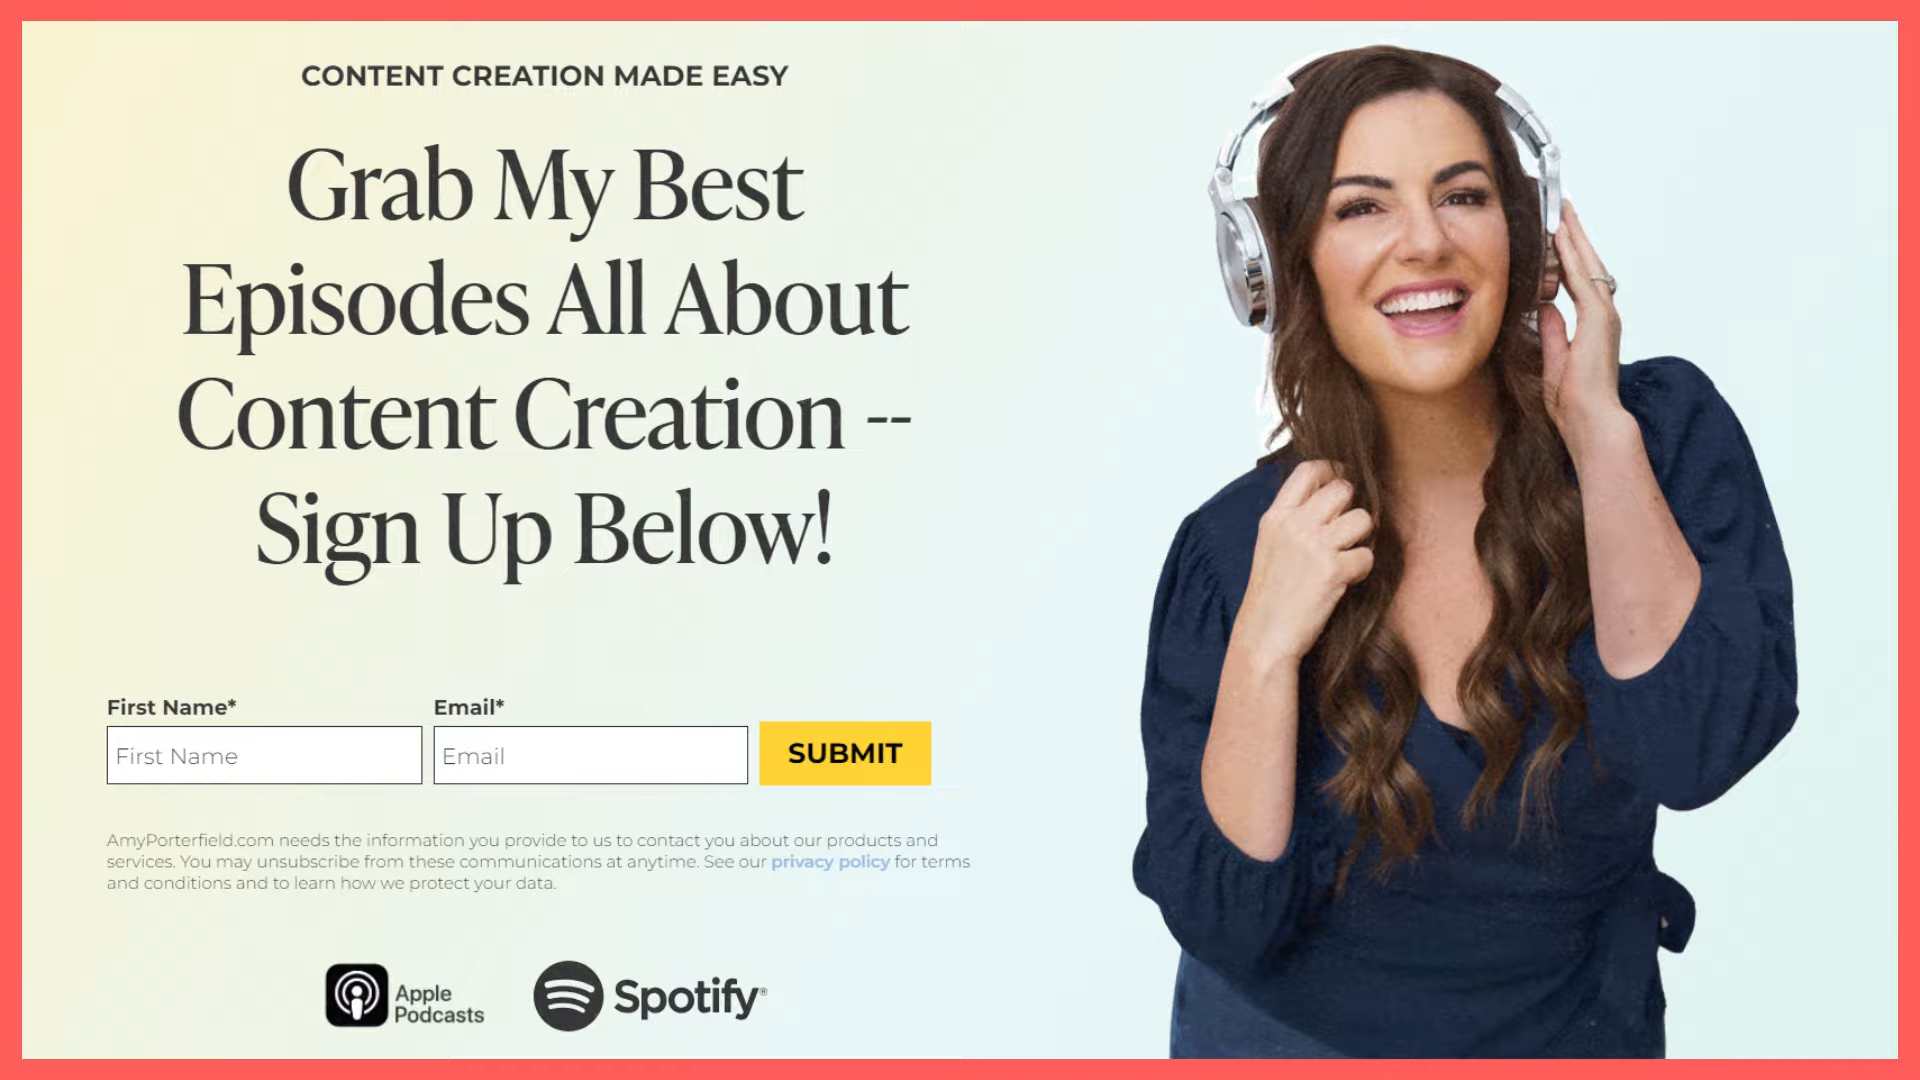 CONTENT CREATION MADE EASY
Grab My Best
Episodes All About
Content Creation --
Sign Up Below!
First Name* Email*
First Name Email SUBMIT
AmyPorterfield.com needs the information you provide to us to contact you about our products and
services. You may unsubscribe from these communications at anytime. See our privacy policy for terms
and conditions and to learn how we protect your data.
Apple
Podcasts
Spotify®